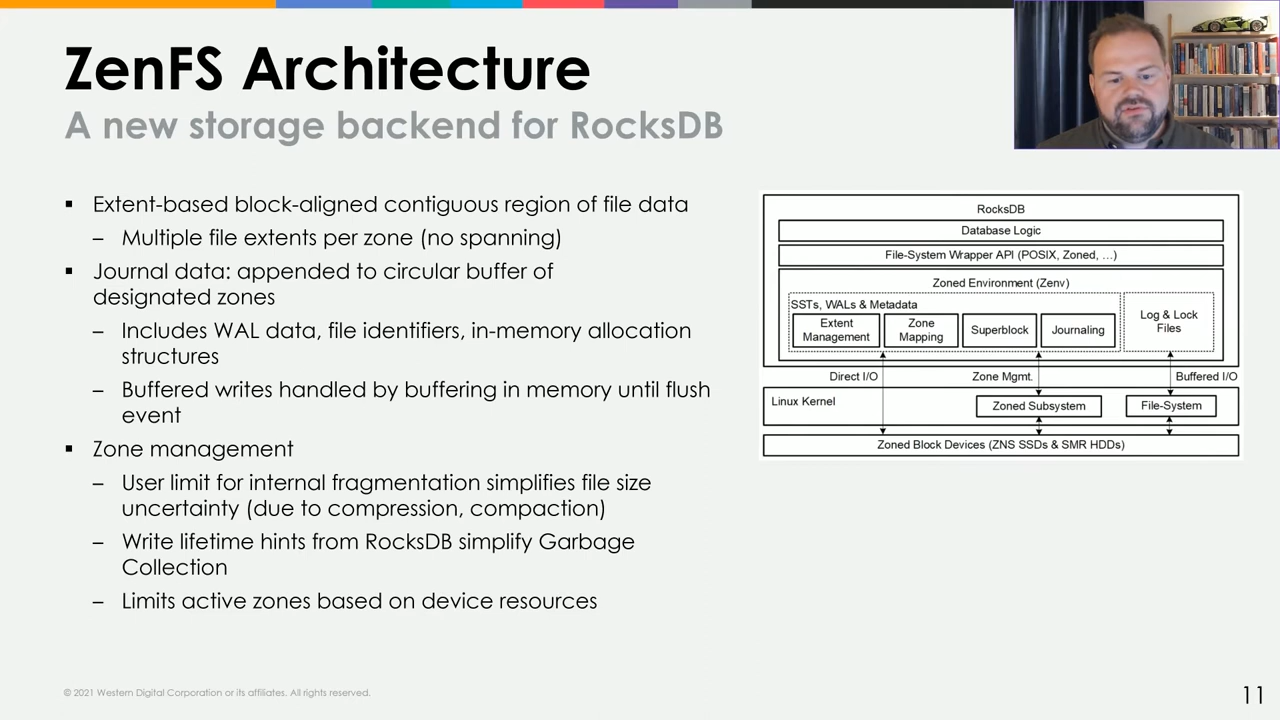 ZenFS Architecture
A new storage backend for RocksDB
▪ Extent-based block-aligned contiguous region of file data
– Multiple file extents per zone (no spanning)
▪ Journal data: appended to circular buffer of
designated zones
– Includes WAL data, file identifiers, in-memory allocation
structures
– Buffered writes handled by buffering in memory until flush
event
▪ Zone management
– User limit for internal fragmentation simplifies file size
uncertainty (due to compression, compaction)
– Write lifetime hints from RocksDB simplify Garbage
Collection
– Limits active zones based on device resources
RocksDB
Database Logic
File-System Wrapper API (POSIX, Zoned, ...)
Zoned Environment (Zenv)
SSTs, WALs & Metadata
Extent
Management
Zone
Mapping
Superblock
Journaling
Log & Lock
Files
Direct I/O
Zone Mgmt.
Buffered I/O
Linux Kernel
Zoned Subsystem
File-System
Zoned Block Devices (ZNS SSDs & SMR HDDs)
© 2021 Western Digital Corporation or its affiliates. All rights reserved.
11